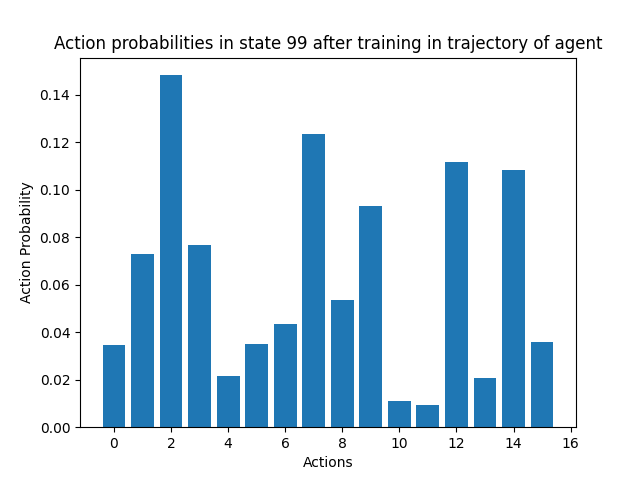 Action probabilities in state 99 after training in trajectory of agent
0.14
0.12
0.10
0.08
0.06
0.04
0.02
0.00
Action Probability
0 2 4 6 8 10 12 14 16
Actions